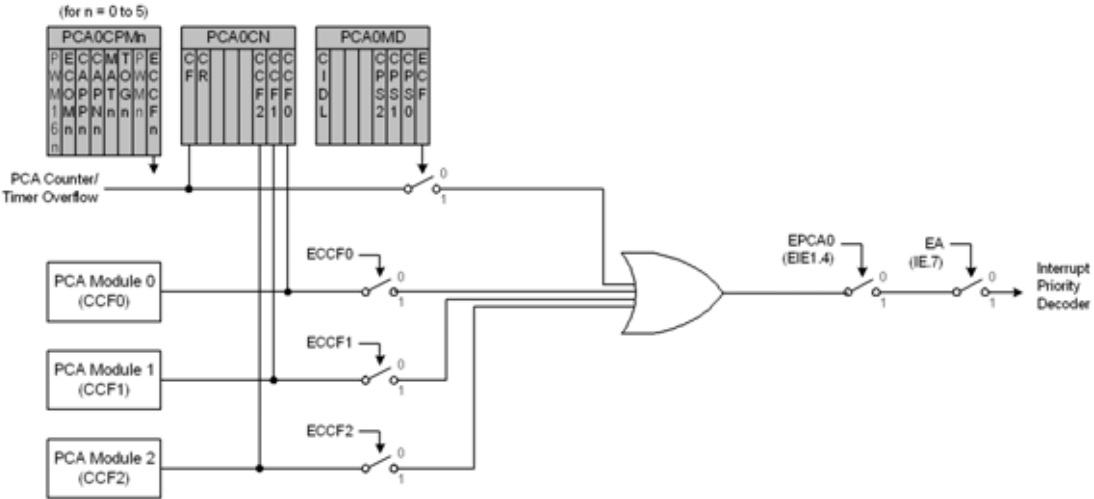 (for n = 0 to 5)
PCA0CPMn
PCA0CN
PCA0MD
PWM16n
ECOMn
CAPPn
CAPNn
MATn
TOGn
PWMn
ECCFn
CF
CR
CCF2
CCF1
CCF0
CIDL
CPS2
CPS1
CPS0
ECF
PCA Counter/
Timer Overflow
0
1
PCA Module 0
(CCF0)
ECCF0
0
1
EPCA0
(EIE1.4)
0
1
EA
(IE.7)
0
1
Interrupt
Priority
Decoder
PCA Module 1
(CCF1)
ECCF1
0
1
PCA Module 2
(CCF2)
ECCF2
0
1